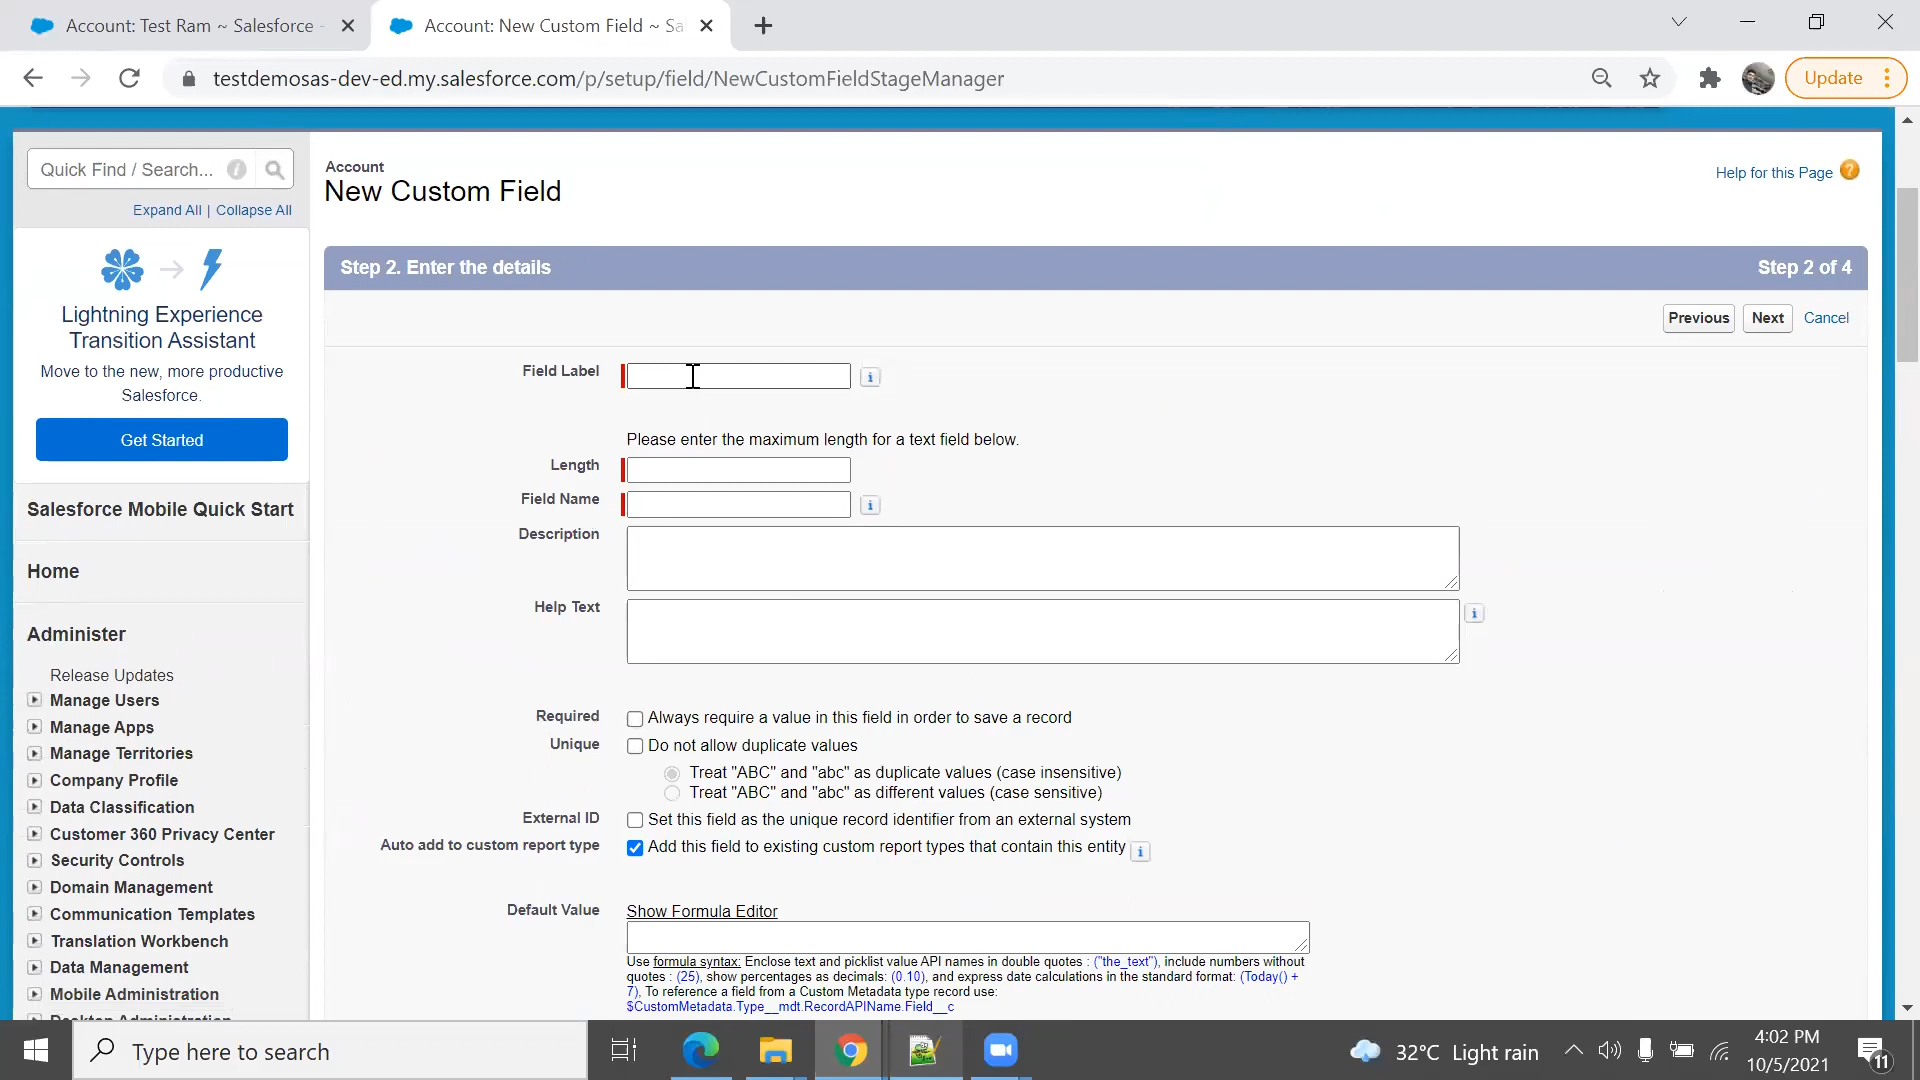 Account: Test Ram ~ Salesforce -
Account: New Custom Field ~ Sa
testdemosas-dev-ed.my.salesforce.com/p/setup/field/NewCustomFieldStageManager
Update
Quick Find / Search...
Expand All | Collapse All
Lightning Experience
Transition Assistant
Move to the new, more productive
Salesforce.
Get Started
Salesforce Mobile Quick Start
Home
Administer
Release Updates
Manage Users
Manage Apps
Manage Territories
Company Profile
Data Classification
Customer 360 Privacy Center
Security Controls
Domain Management
Communication Templates
Translation Workbench
Data Management
Mobile Administration
Desktop Administration
Account
New Custom Field
Help for this Page
Step 2. Enter the details
Step 2 of 4
Previous Next Cancel
Field Label
Please enter the maximum length for a text field below.
Length
Field Name
Description
Help Text
Required Always require a value in this field in order to save a record
Unique Do not allow duplicate values
Treat "ABC" and "abc" as duplicate values (case insensitive)
Treat "ABC" and "abc" as different values (case sensitive)
External ID Set this field as the unique record identifier from an external system
Auto add to custom report type Add this field to existing custom report types that contain this entity
Default Value Show Formula Editor
Use formula syntax: Enclose text and picklist value API names in double quotes : ("the_text"), include numbers without
quotes : (25), show percentages as decimals: (0.10), and express date calculations in the standard format: (Today() +
7), To reference a field from a Custom Metadata type record use:
$CustomMetadata.Type__mdt.RecordAPIName.Field__c
Type here to search
32°C Light rain
4:02 PM
10/5/2021
11